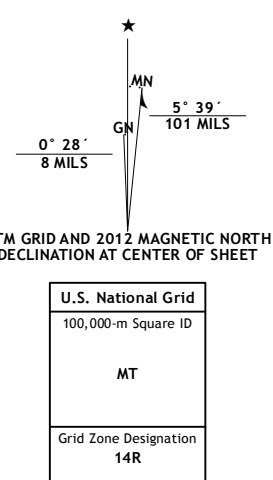 ★
MN
GN
5° 39´
101 MILS
0° 28´
8 MILS
TM GRID AND 2012 MAGNETIC NORTH
DECLINATION AT CENTER OF SHEET
U.S. National Grid
100,000-m Square ID
MT
Grid Zone Designation
14R